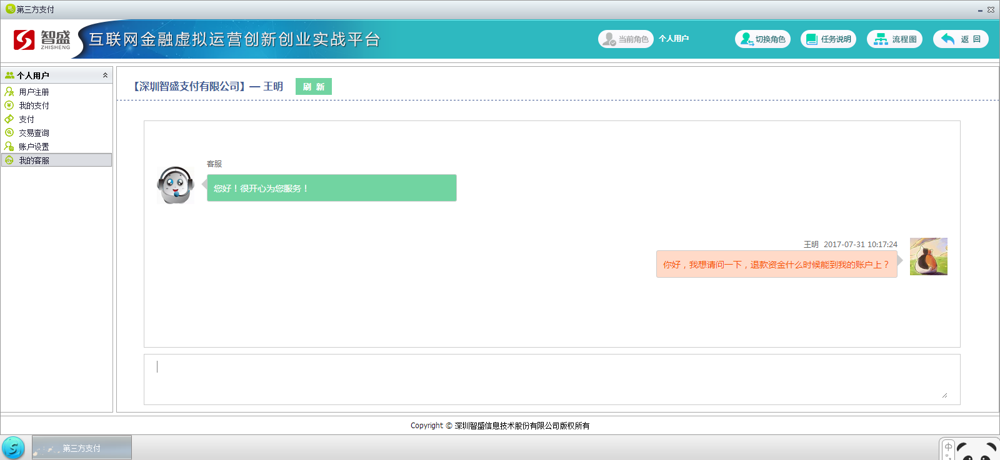 第三方支付
智盛
ZHISHENG
互联网金融虚拟运营创新创业实战平台
当前角色
个人用户
切换角色
任务说明
流程图
返 回
个人用户
用户注册
我的支付
支付
交易查询
账户设置
我的客服
【深圳智盛支付有限公司】— 王明
刷 新
客服
您好！很开心为您服务！
王明 2017-07-31 10:17:24
你好，我想请问一下，退款资金什么时候能到我的账户上？
Copyright © 深圳智盛信息技术股份有限公司版权所有
第三方支付
中